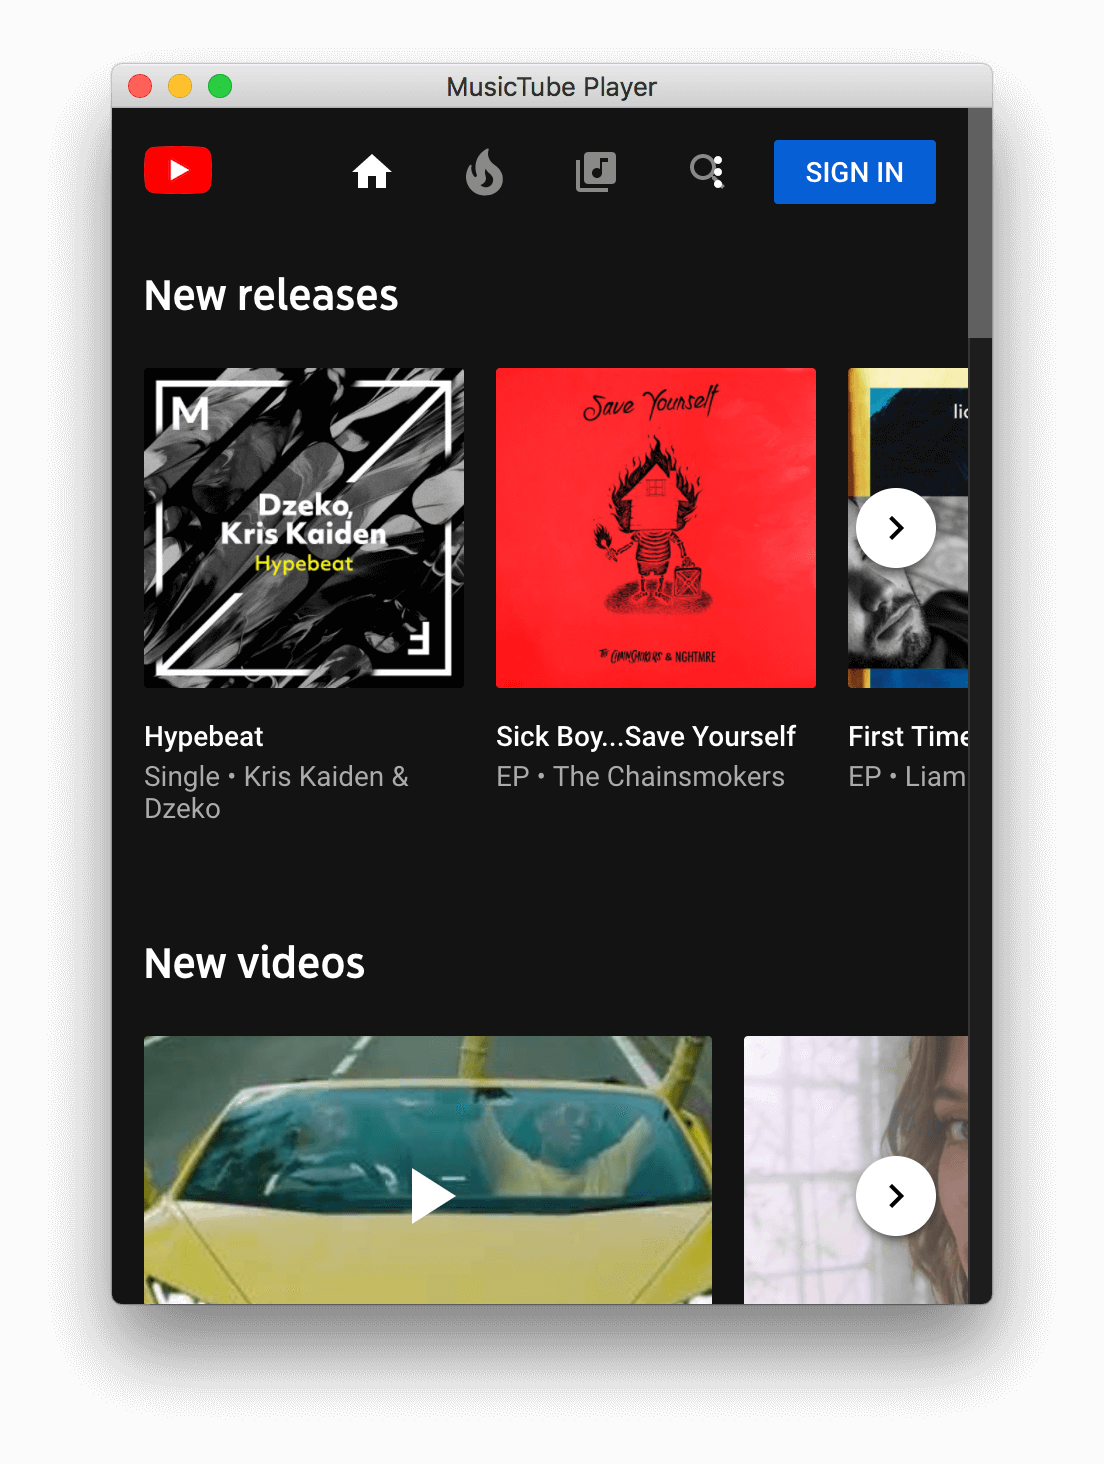 MusicTube Player
SIGN IN
New releases
M
Dzeko,
Kris Kaiden
Hypebeat
F
Save Yourself
THE CHAINSMOKERS & NGHTMRE
Hypebeat
Single • Kris Kaiden &
Dzeko
Sick Boy...Save Yourself
EP • The Chainsmokers
First Time
EP • Liam
New videos